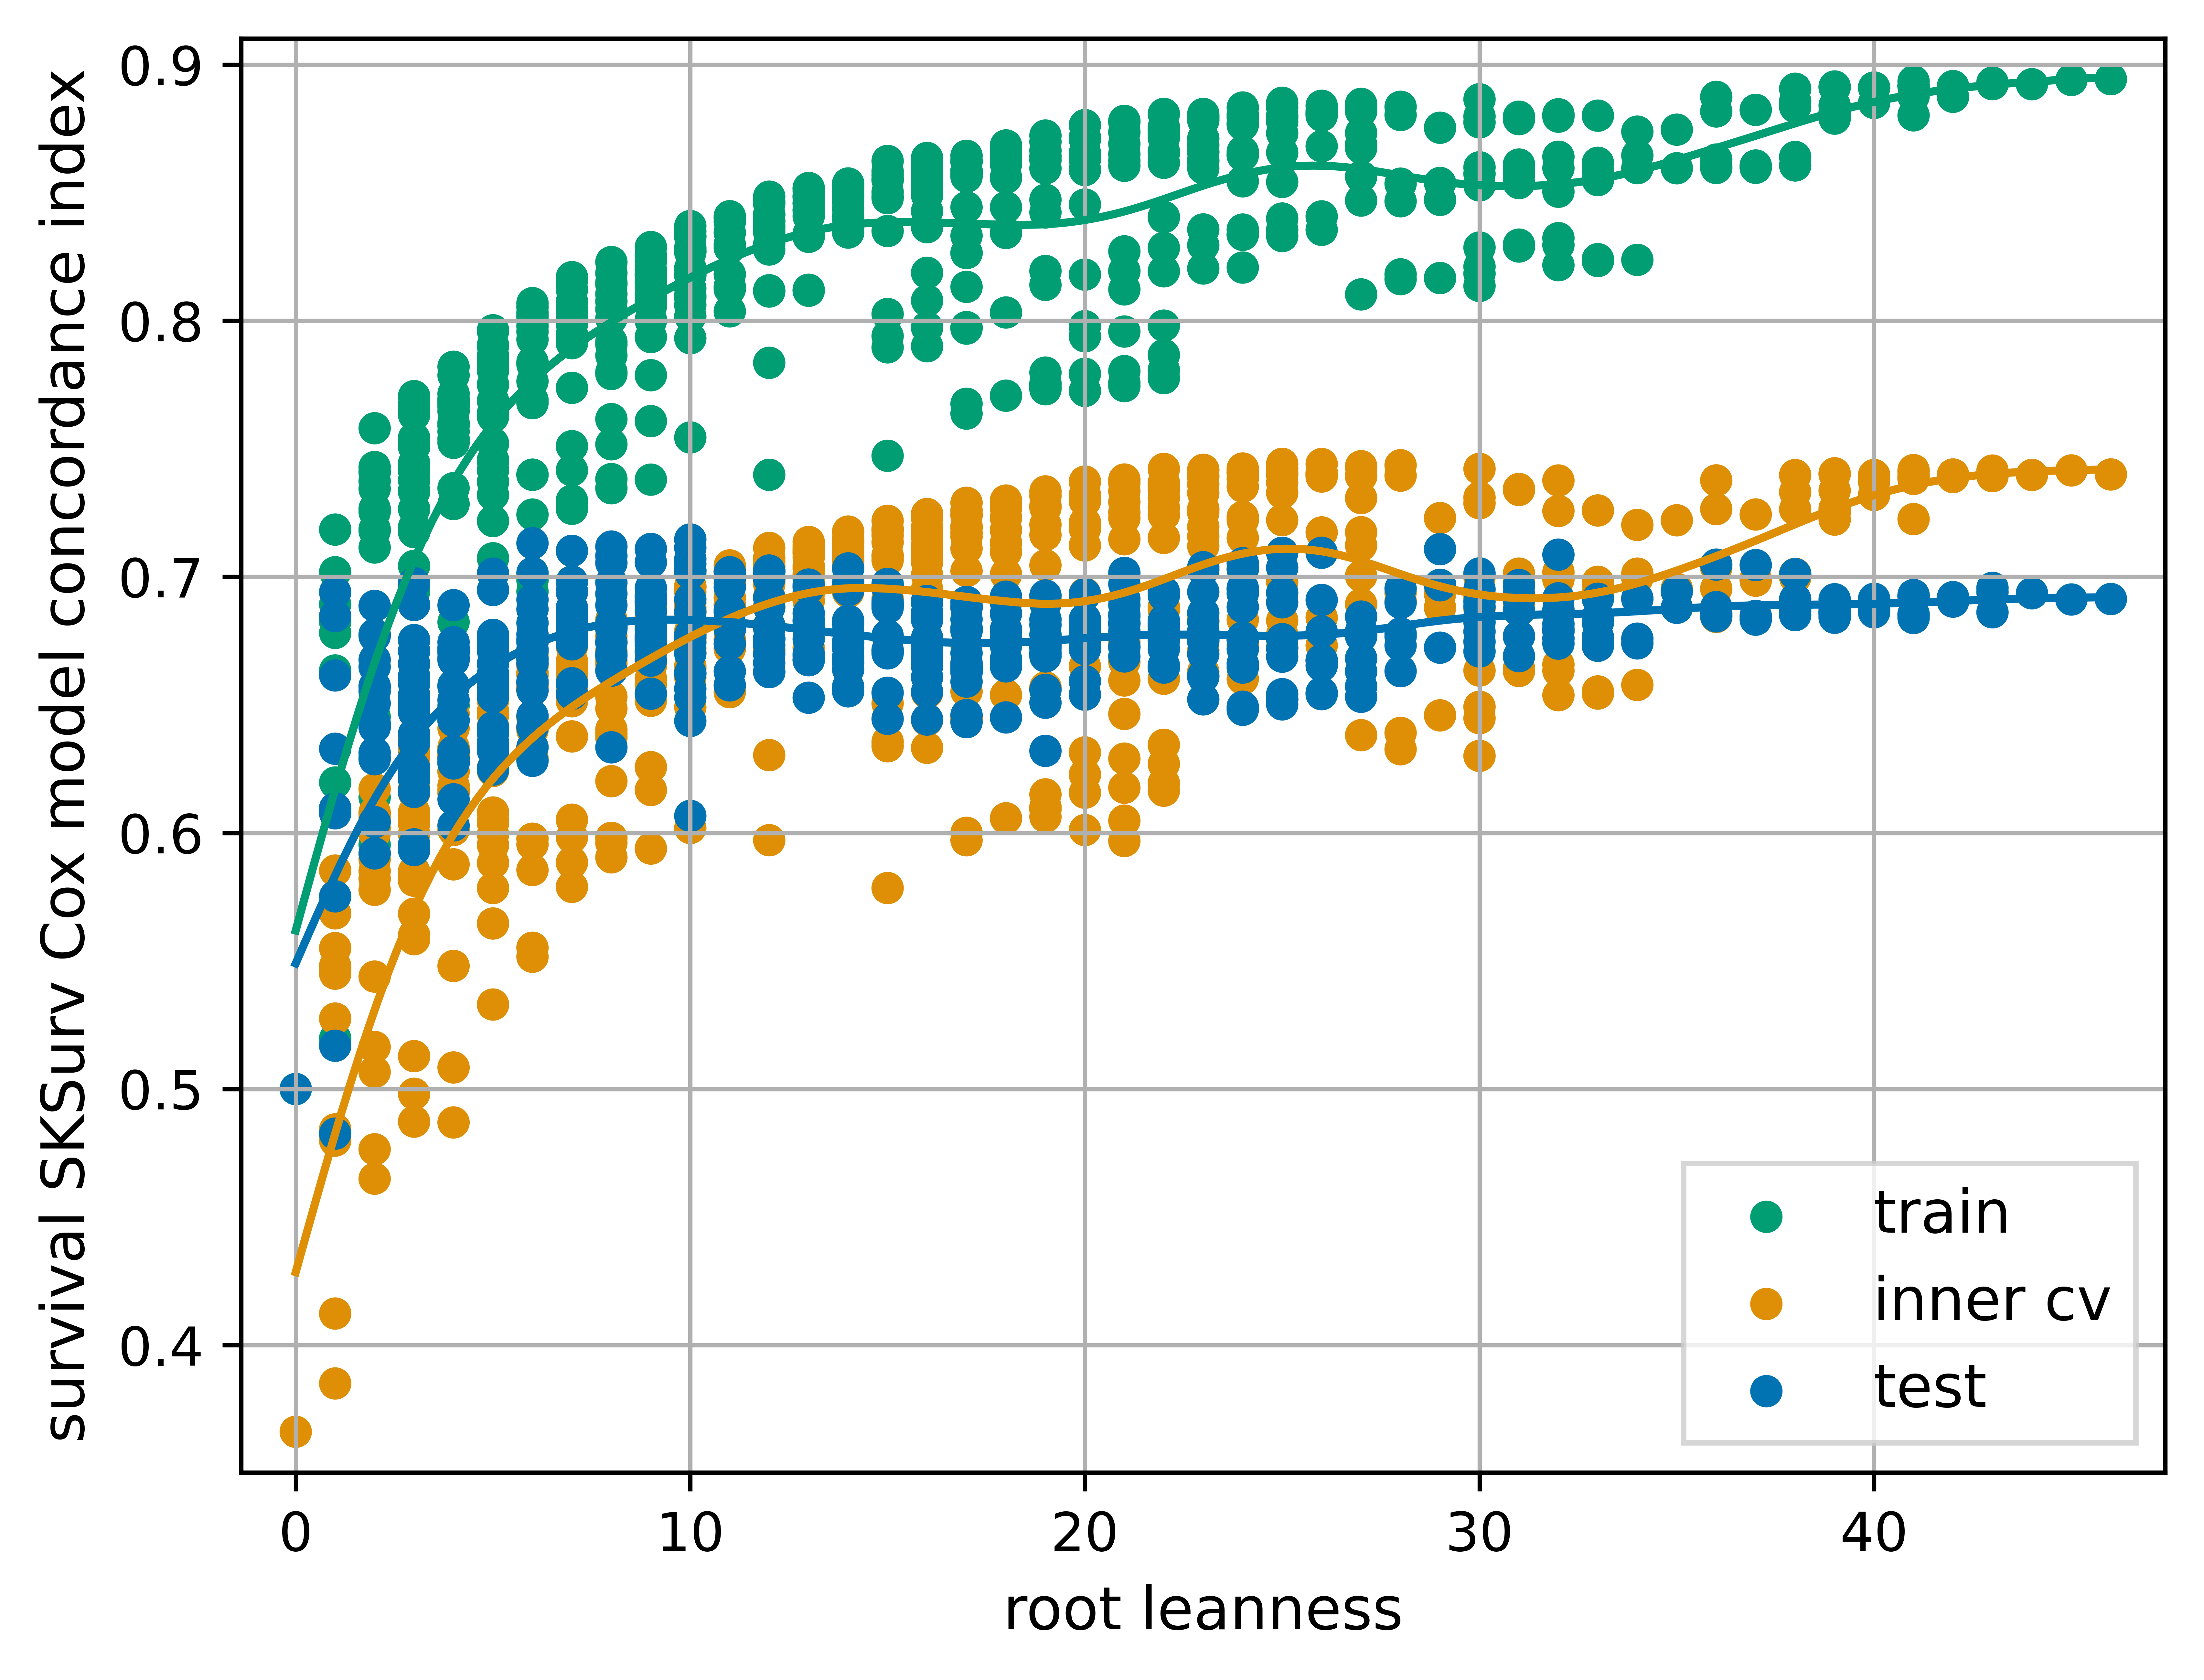 survival SKSurv Cox model concordance index
0.9
0.8
0.7
0.6
0.5
0.4
0 10 20 30 40
root leanness
train
inner cv
test